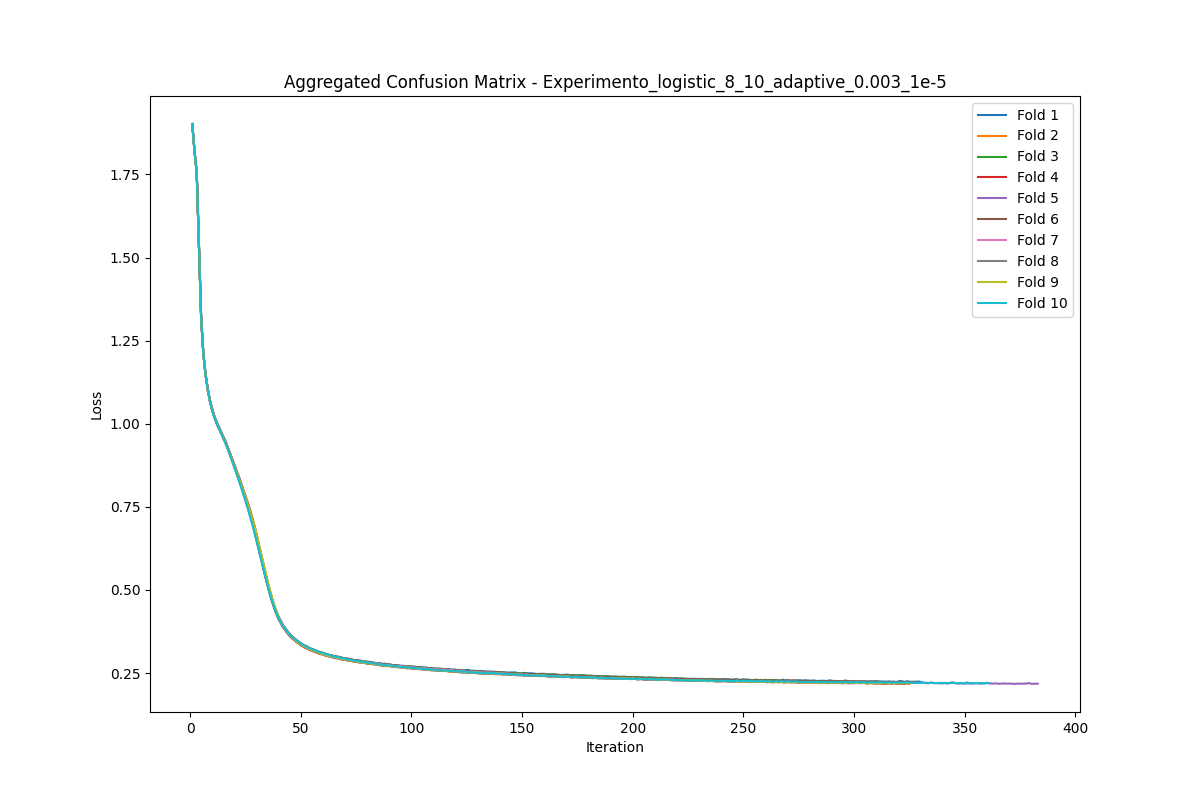 Aggregated Confusion Matrix - Experimento_logistic_8_10_adaptive_0.003_1e-5
Fold 1
Fold 2
Fold 3
Fold 4
Fold 5
Fold 6
Fold 7
Fold 8
Fold 9
Fold 10
1.75
1.50
1.25
1.00
0.75
0.50
0.25
Loss
0 50 100 150 200 250 300 350 400
Iteration